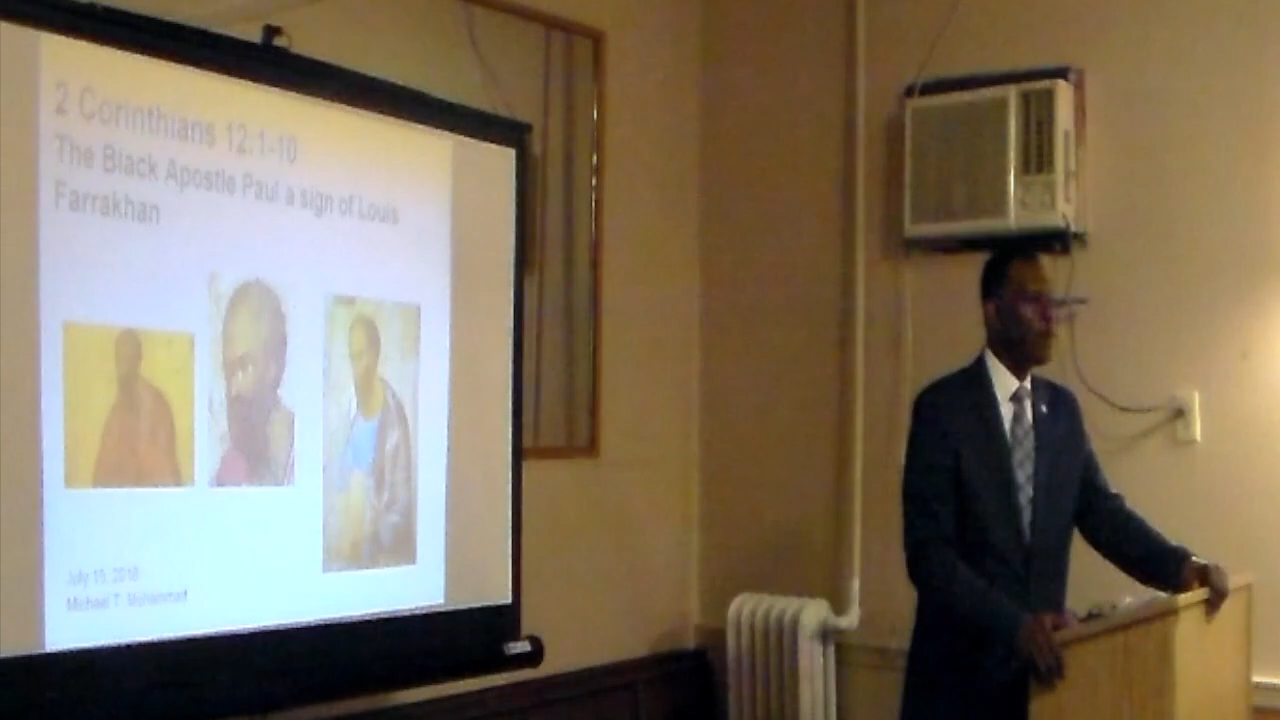 2 Corinthians 12:1-10
The Black Apostle Paul a sign of Louis
Farrakhan
July 15, 2018
Michael T. Muhammad